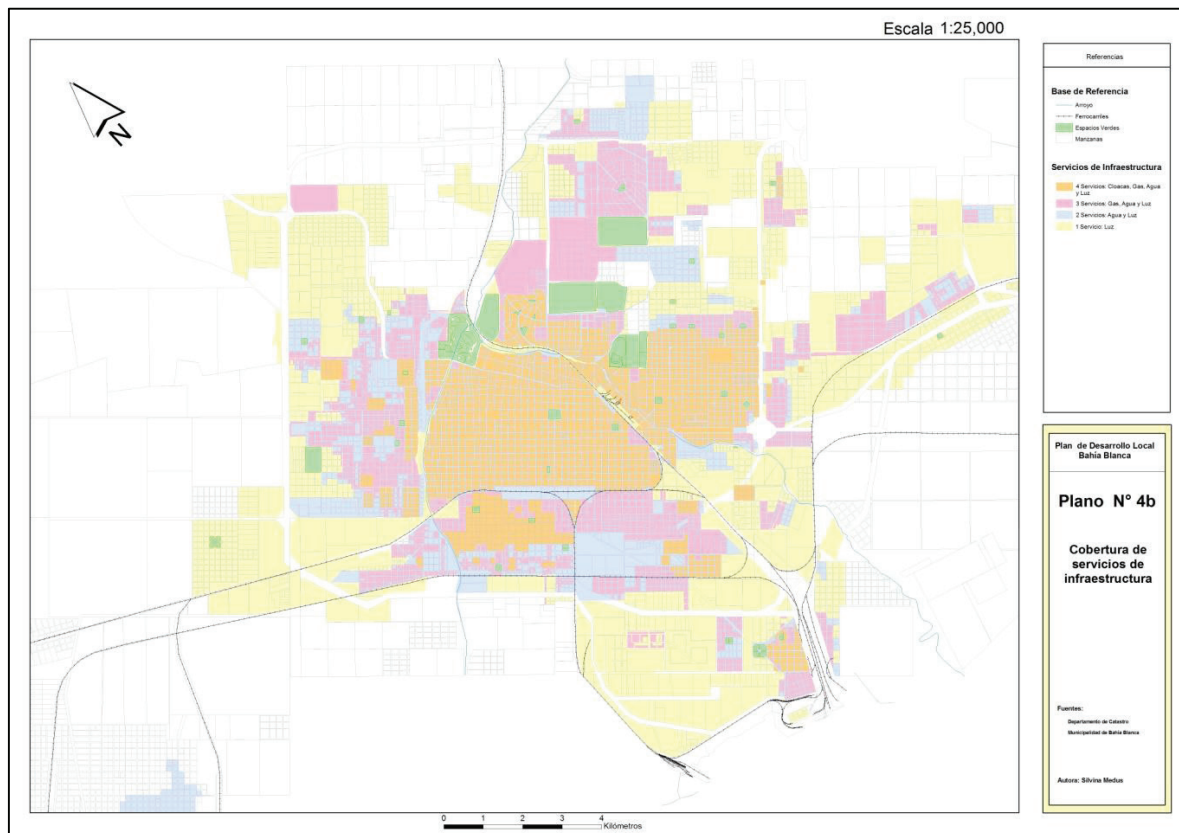 Escala 1:25,000
N
Referencias
Base de Referencia
Arroyo
Ferrocarriles
Espacios Verdes
Manzanas
Servicios de Infraestructura
4 Servicios: Cloacas, Gas, Agua
y Luz
3 Servicios: Gas, Agua y Luz
2 Servicios: Agua y Luz
1 Servicio: Luz
Plan de Desarrollo Local
Bahía Blanca
Plano N° 4b
Cobertura de
servicios de
infraestructura
Fuentes:
Departamento de Catastro
Municipalidad de Bahía Blanca
Autora: Silvina Medus
0 1 2 3 4
Kilómetros